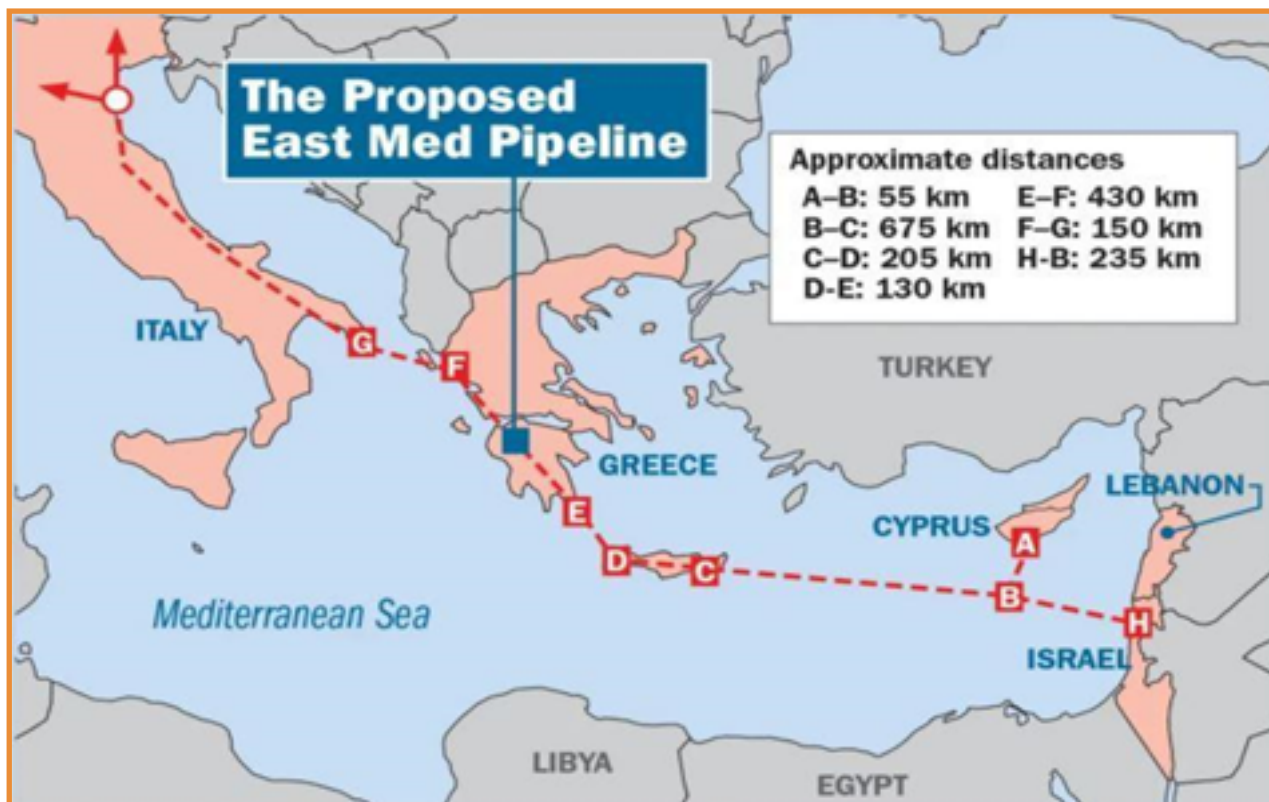 The Proposed
East Med Pipeline
Approximate distances
A–B: 55 km E–F: 430 km
B–C: 675 km F–G: 150 km
C–D: 205 km H-B: 235 km
D-E: 130 km
ITALY
G
F
TURKEY
GREECE
LEBANON
E
CYPRUS
A
D
C
B
Mediterranean Sea
H
ISRAEL
LIBYA
EGYPT